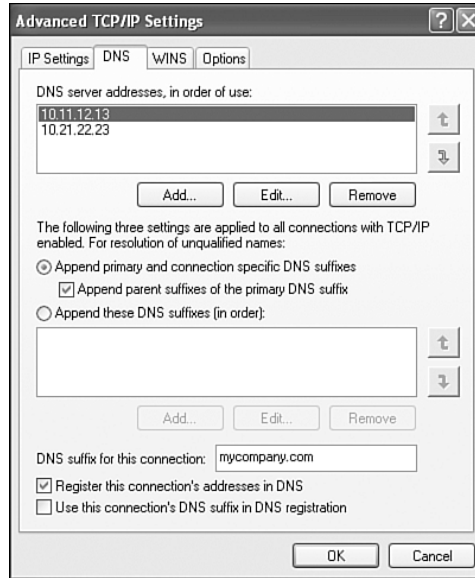 Advanced TCP/IP Settings
IP Settings DNS WINS Options
DNS server addresses, in order of use:
10.11.12.13
10.21.22.23
Add... Edit... Remove
The following three settings are applied to all connections with TCP/IP
enabled. For resolution of unqualified names:
Append primary and connection specific DNS suffixes
Append parent suffixes of the primary DNS suffix
Append these DNS suffixes (in order):
Add... Edit... Remove
DNS suffix for this connection: mycompany.com
Register this connection's addresses in DNS
Use this connection's DNS suffix in DNS registration
OK Cancel